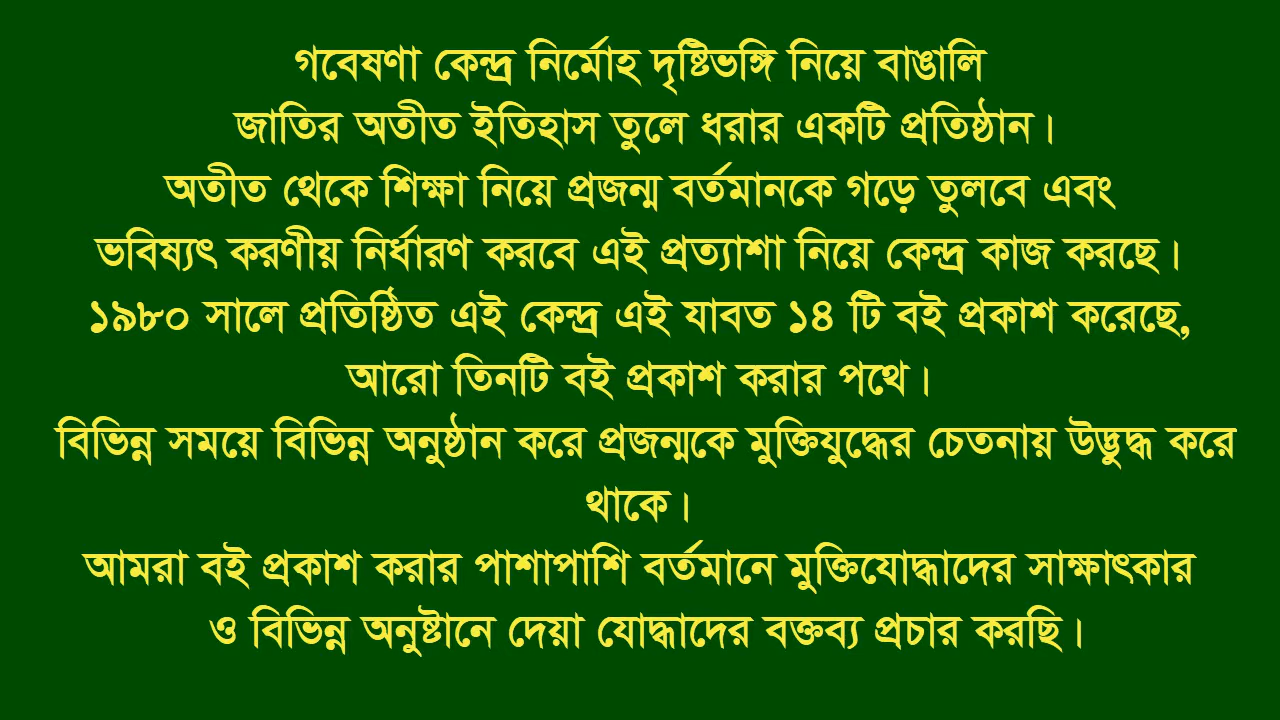 গবেষণা কেন্দ্র নির্মোহ দৃষ্টিভঙ্গি নিয়ে বাঙালি
জাতির অতীত ইতিহাস তুলে ধরার একটি প্রতিষ্ঠান।
অতীত থেকে শিক্ষা নিয়ে প্রজন্ম বর্তমানকে গড়ে তুলবে এবং
ভবিষ্যৎ করণীয় নির্ধারণ করবে এই প্রত্যাশা নিয়ে কেন্দ্র কাজ করছে।
১৯৮০ সালে প্রতিষ্ঠিত এই কেন্দ্র এই যাবত ১৪ টি বই প্রকাশ করেছে,
আরো তিনটি বই প্রকাশ করার পথে।
বিভিন্ন সময়ে বিভিন্ন অনুষ্ঠান করে প্রজন্মকে মুক্তিযুদ্ধের চেতনায় উদ্ভুদ্ধ করে
থাকে।
আমরা বই প্রকাশ করার পাশাপাশি বর্তমানে মুক্তিযোদ্ধাদের সাক্ষাৎকার
ও বিভিন্ন অনুষ্টানে দেয়া যোদ্ধাদের বক্তব্য প্রচার করছি।